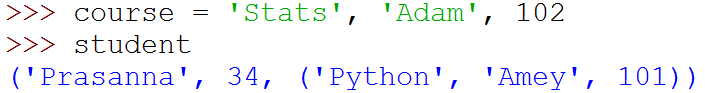 >>> course = 'Stats', 'Adam', 102
>>> student
('Prasanna', 34, ('Python', 'Amey', 101))